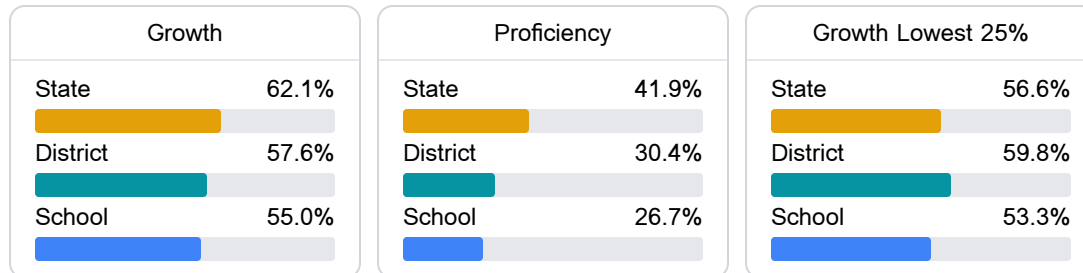 Growth
State 62.1%
District 57.6%
School 55.0%
Proficiency
State 41.9%
District 30.4%
School 26.7%
Growth Lowest 25%
State 56.6%
District 59.8%
School 53.3%